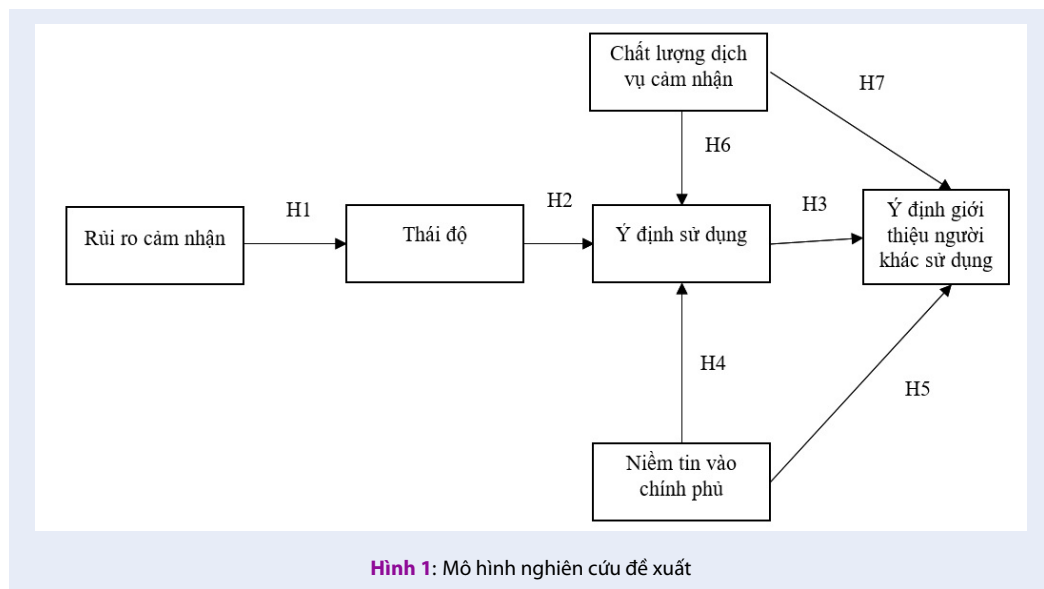 Chất lượng dịch
vụ cảm nhận
H7
H6
Rủi ro cảm nhận
H1
Thái độ
H2
Ý định sử dụng
H3
Ý định giới
thiệu người
khác sử dụng
H4
H5
Niềm tin vào
chính phủ
Hình 1: Mô hình nghiên cứu đề xuất